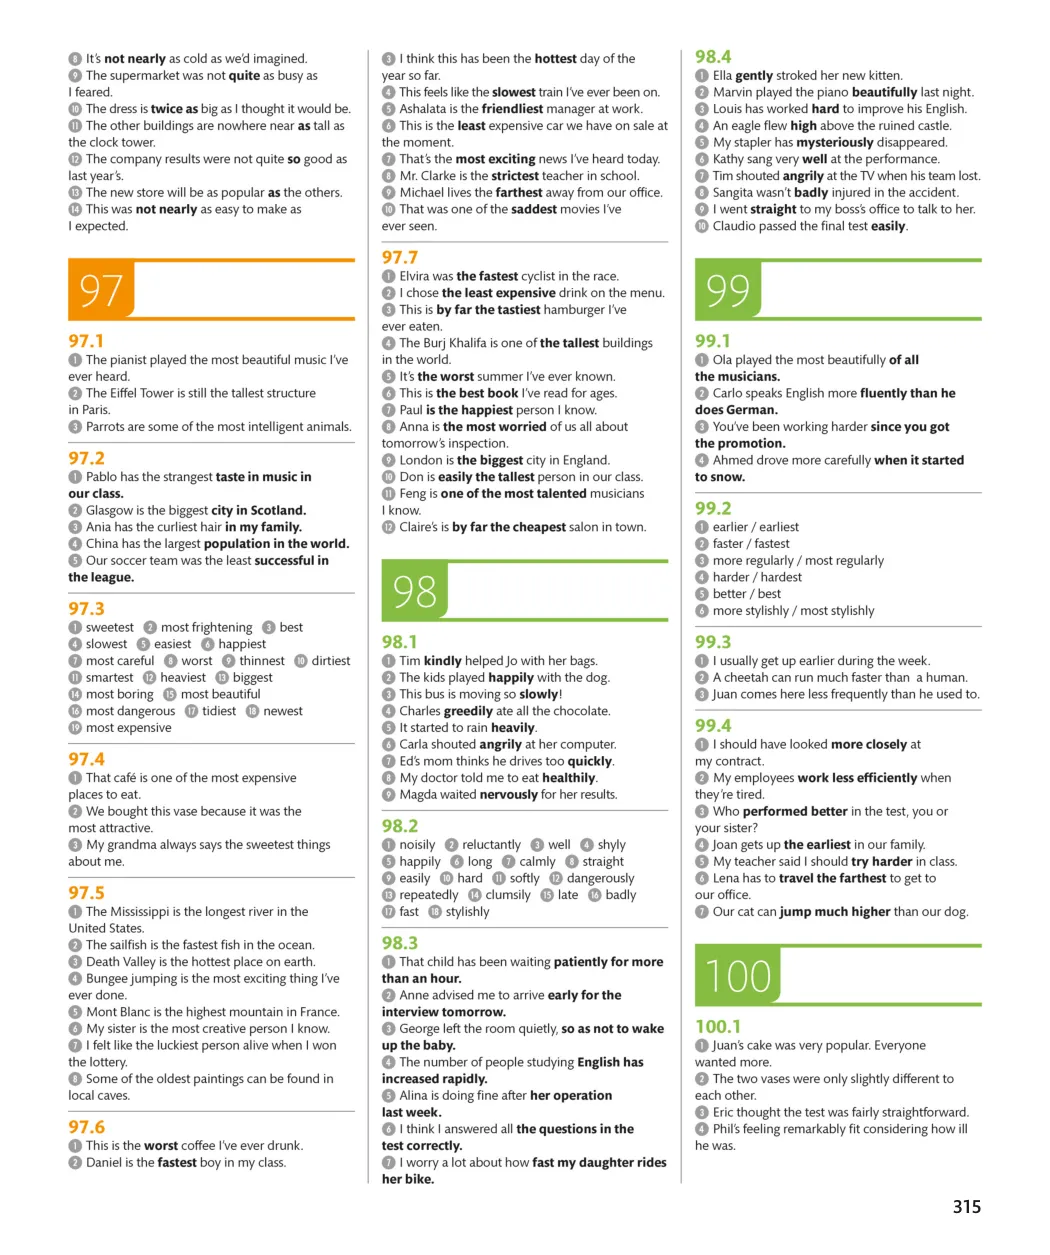 8 It's not nearly as cold as we'd imagined.
9 The supermarket was not quite as busy as
I feared.
10 The dress is twice as big as I thought it would be.
11 The other buildings are nowhere near as tall as
the clock tower.
12 The company results were not quite so good as
last year's.
13 The new store will be as popular as the others.
14 This was not nearly as easy to make as
I expected.
97
97.1
1 The pianist played the most beautiful music I've
ever heard.
2 The Eiffel Tower is still the tallest structure
in Paris.
3 Parrots are some of the most intelligent animals.
97.2
1 Pablo has the strangest taste in music in
our class.
2 Glasgow is the biggest city in Scotland.
3 Ania has the curliest hair in my family.
4 China has the largest population in the world.
5 Our soccer team was the least successful in
the league.
97.3
1 sweetest 2 most frightening 3 best
4 slowest 5 easiest 6 happiest
7 most careful 8 worst 9 thinnest 10 dirtiest
11 smartest 12 heaviest 13 biggest
14 most boring 15 most beautiful
16 most dangerous 17 tidiest 18 newest
19 most expensive
97.4
1 That café is one of the most expensive
places to eat.
2 We bought this vase because it was the
most attractive.
3 My grandma always says the sweetest things
about me.
97.5
1 The Mississippi is the longest river in the
United States.
2 The sailfish is the fastest fish in the ocean.
3 Death Valley is the hottest place on earth.
4 Bungee jumping is the most exciting thing I've
ever done.
5 Mont Blanc is the highest mountain in France.
6 My sister is the most creative person I know.
7 I felt like the luckiest person alive when I won
the lottery.
8 Some of the oldest paintings can be found in
local caves.
97.6
1 This is the worst coffee I've ever drunk.
2 Daniel is the fastest boy in my class.
3 I think this has been the hottest day of the
year so far.
4 This feels like the slowest train I've ever been on.
5 Ashalata is the friendliest manager at work.
6 This is the least expensive car we have on sale at
the moment.
7 That's the most exciting news I've heard today.
8 Mr. Clarke is the strictest teacher in school.
9 Michael lives the farthest away from our office.
10 That was one of the saddest movies I've
ever seen.
97.7
1 Elvira was the fastest cyclist in the race.
2 I chose the least expensive drink on the menu.
3 This is by far the tastiest hamburger I've
ever eaten.
4 The Burj Khalifa is one of the tallest buildings
in the world.
5 It's the worst summer I've ever known.
6 This is the best book I've read for ages.
7 Paul is the happiest person I know.
8 Anna is the most worried of us all about
tomorrow's inspection.
9 London is the biggest city in England.
10 Don is easily the tallest person in our class.
11 Feng is one of the most talented musicians
I know.
12 Claire's is by far the cheapest salon in town.
98
98.1
1 Tim kindly helped Jo with her bags.
2 The kids played happily with the dog.
3 This bus is moving so slowly!
4 Charles greedily ate all the chocolate.
5 It started to rain heavily.
6 Carla shouted angrily at her computer.
7 Ed's mom thinks he drives too quickly.
8 My doctor told me to eat healthily.
9 Magda waited nervously for her results.
98.2
1 noisily 2 reluctantly 3 well 4 shyly
5 happily 6 long 7 calmly 8 straight
9 easily 10 hard 11 softly 12 dangerously
13 repeatedly 14 clumsily 15 late 16 badly
17 fast 18 stylishly
98.3
1 That child has been waiting patiently for more
than an hour.
2 Anne advised me to arrive early for the
interview tomorrow.
3 George left the room quietly, so as not to wake
up the baby.
4 The number of people studying English has
increased rapidly.
5 Alina is doing fine after her operation
last week.
6 I think I answered all the questions in the
test correctly.
7 I worry a lot about how fast my daughter rides
her bike.
98.4
1 Ella gently stroked her new kitten.
2 Marvin played the piano beautifully last night.
3 Louis has worked hard to improve his English.
4 An eagle flew high above the ruined castle.
5 My stapler has mysteriously disappeared.
6 Kathy sang very well at the performance.
7 Tim shouted angrily at the TV when his team lost.
8 Sangita wasn't badly injured in the accident.
9 I went straight to my boss's office to talk to her.
10 Claudio passed the final test easily.
99
99.1
1 Ola played the most beautifully of all
the musicians.
2 Carlo speaks English more fluently than he
does German.
3 You've been working harder since you got
the promotion.
4 Ahmed drove more carefully when it started
to snow.
99.2
1 earlier / earliest
2 faster / fastest
3 more regularly / most regularly
4 harder / hardest
5 better / best
6 more stylishly / most stylishly
99.3
1 I usually get up earlier during the week.
2 A cheetah can run much faster than a human.
3 Juan comes here less frequently than he used to.
99.4
1 I should have looked more closely at
my contract.
2 My employees work less efficiently when
they're tired.
3 Who performed better in the test, you or
your sister?
4 Joan gets up the earliest in our family.
5 My teacher said I should try harder in class.
6 Lena has to travel the farthest to get to
our office.
7 Our cat can jump much higher than our dog.
100
100.1
1 Juan's cake was very popular. Everyone
wanted more.
2 The two vases were only slightly different to
each other.
3 Eric thought the test was fairly straightforward.
4 Phil's feeling remarkably fit considering how ill
he was.
315